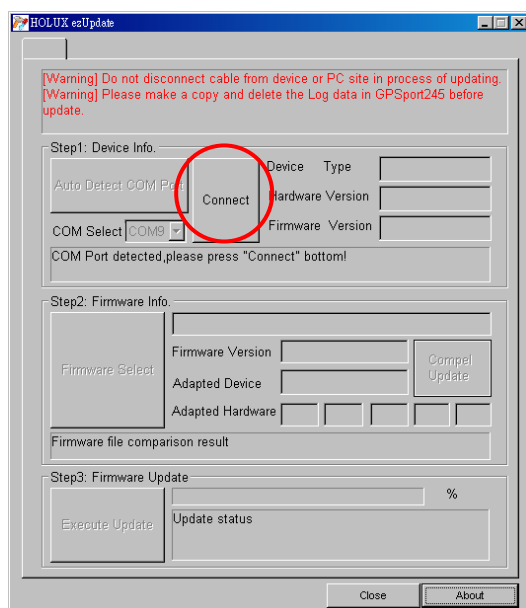 HOLUX ezUpdate
[Warning] Do not disconnect cable from device or PC site in process of updating.
[Warning] Please make a copy and delete the Log data in GPSport245 before
update.
Step1: Device Info.
Auto Detect COM Port
Connect
COM Select COM9
Device Type
Hardware Version
Firmware Version
COM Port detected,please press "Connect" bottom!
Step2: Firmware Info.
Firmware Select
Firmware Version
Adapted Device
Adapted Hardware
Compel
Update
Firmware file comparison result
Step3: Firmware Update
Execute Update
%
Update status
Close
About